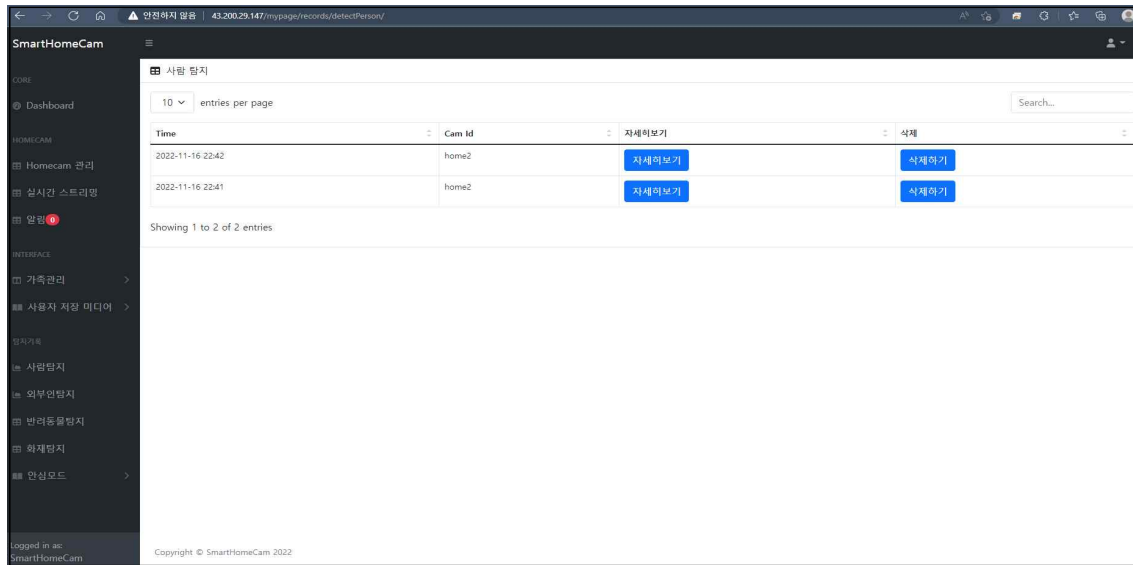 안전하지 않음 | 43.200.29.147/mypage/records/detectPerson/
SmartHomeCam
CORE
Dashboard
HOMECAM
Homecam 관리
실시간 스트리밍
알림 0
INTERFACE
가족관리
사용자 저장 미디어
탐지기록
사람탐지
외부인탐지
반려동물탐지
화재탐지
안심모드
Logged in as:
SmartHomeCam
사람 탐지
10 entries per page Search...
Time Cam Id 자세히보기 삭제
2022-11-16 22:42 home2 자세히보기 삭제하기
2022-11-16 22:41 home2 자세히보기 삭제하기
Showing 1 to 2 of 2 entries
Copyright © SmartHomeCam 2022